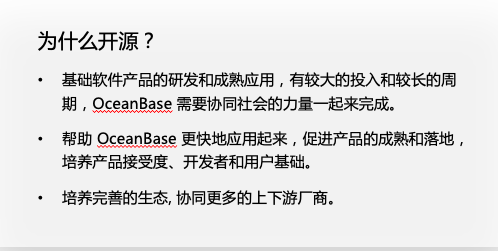 为什么开源？
• 基础软件产品的研发和成熟应用，有较大的投入和较长的周
期，OceanBase 需要协同社会的力量一起来完成。
• 帮助 OceanBase 更快地应用起来，促进产品的成熟和落地，
培养产品接受度、开发者和用户基础。
• 培养完善的生态, 协同更多的上下游厂商。